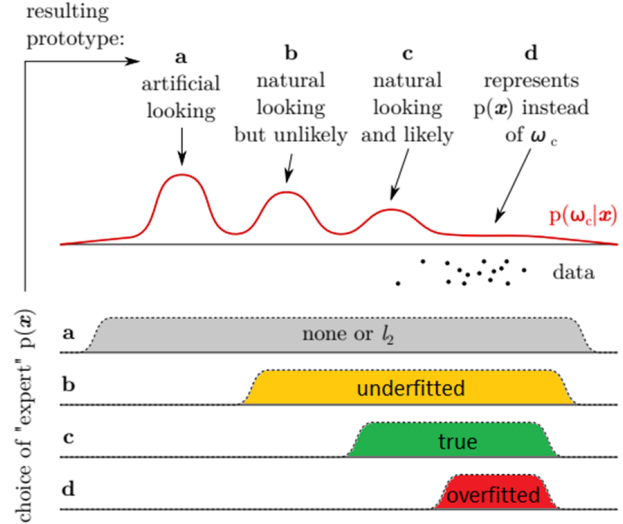 resulting
prototype:
a
artificial
looking
b
natural
looking
but unlikely
c
natural
looking
and likely
d
represents
p(x) instead
of ω c
p(ωc|x)
data
choice of "expert" p(x)
a
none or l2
b
underfitted
c
true
d
overfitted